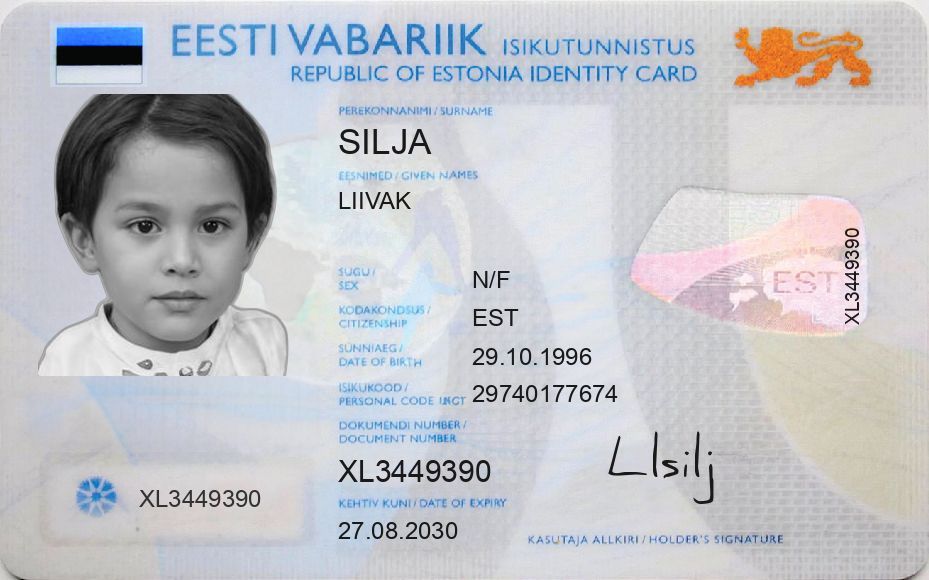 EESTI VABARIIK ISIKUTUNNISTUS
REPUBLIC OF ESTONIA IDENTITY CARD
PEREKONNANIMI / SURNAME
SILJA
EESNIMED / GIVEN NAMES
LIIVAK
SUGU /
SEX
N/F
KODAKONDSUS /
CITIZENSHIP
EST
SÜNNIAEG /
DATE OF BIRTH
29.10.1996
ISIKUKOOD /
PERSONAL CODE
29740177674
DOKUMENDI NUMBER /
DOCUMENT NUMBER
XL3449390
KEHTIV KUNI / DATE OF EXPIRY
27.08.2030
XL3449390
EST
XL3449390
Llsilj
KASUTAJA ALLKIRI / HOLDER'S SIGNATURE